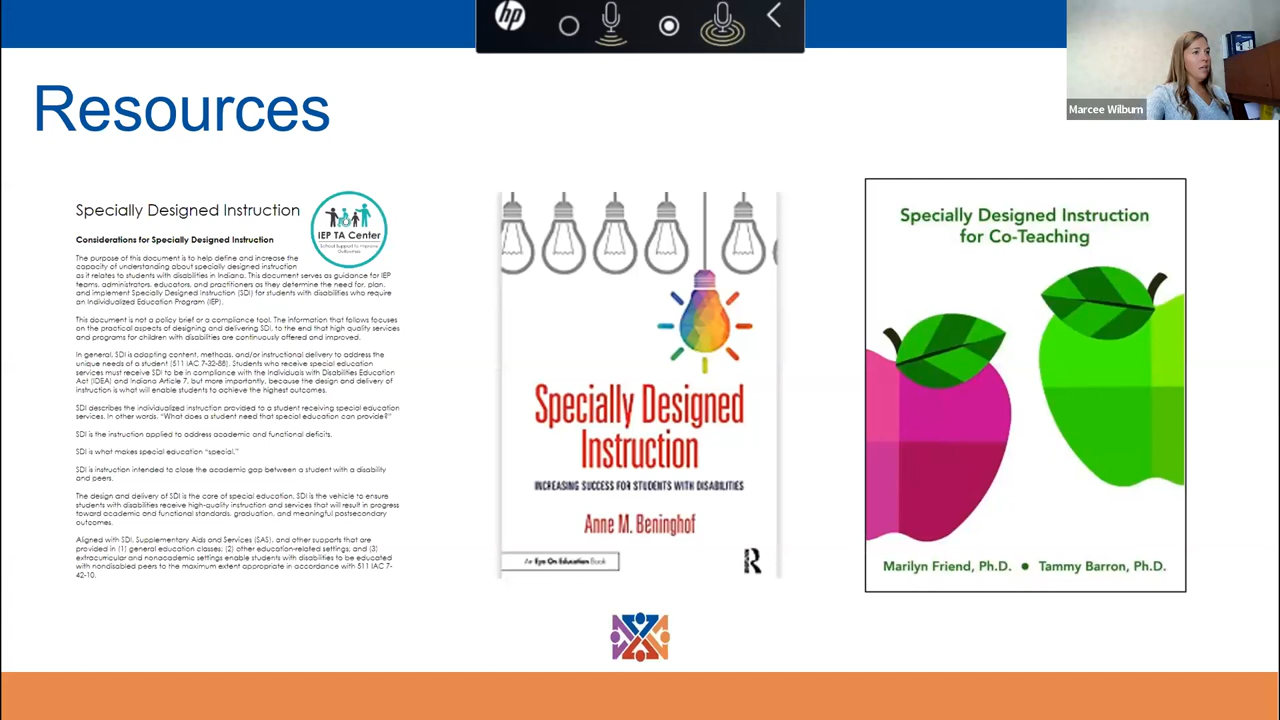 hp
Marcee Wilburn
Resources
Specially Designed Instruction
IEP TA Center
School Support to Improve
Outcomes
Considerations for Specially Designed Instruction
The purpose of this document is to help define and increase the
capacity of understanding about specially designed instruction
as it relates to students with disabilities in Indiana. This document serves as guidance for IEP
teams, administrators, educators, and practitioners as they determine the need for, plan,
and implement Specially Designed Instruction (SDI) for students with disabilities who require
an Individualized Education Program (IEP).
This document is not a policy brief or a compliance tool. The information that follows focuses
on the practical aspects of designing and delivering SDI, to the end that high quality services
and programs for children with disabilities are continuously offered and improved.
In general, SDI is adapting content, methods, and/or instructional delivery to address the
unique needs of a student (511 IAC 7-32-88). Students who receive special education
services must receive SDI to be in compliance with the Individuals with Disabilities Education
Act (IDEA) and Indiana Article 7, but more importantly, because the design and delivery of
instruction is what will enable students to achieve the highest outcomes.
SDI describes the individualized instruction provided to a student receiving special education
services. In other words, "What does a student need that special education can provide?"
SDI is the instruction applied to address academic and functional deficits.
SDI is what makes special education "special."
SDI is instruction intended to close the academic gap between a student with a disability
and peers.
The design and delivery of SDI is the core of special education. SDI is the vehicle to ensure
students with disabilities receive high-quality instruction and services that will result in progress
toward academic and functional standards, graduation, and meaningful postsecondary
outcomes.
Aligned with SDI, Supplementary Aids and Services (SAS), and other supports that are
provided in (1) general education classes; (2) other education-related settings, and (3)
extracurricular and nonacademic settings enable students with disabilities to be educated
with nondisabled peers to the maximum extent appropriate in accordance with 511 IAC 7-
42-10.
Specially Designed
Instruction
INCREASING SUCCESS FOR STUDENTS WITH DISABILITIES
Anne M. Beninghof
An Eye On Education Book
R
Specially Designed Instruction
for Co-Teaching
Marilyn Friend, Ph.D. ● Tammy Barron, Ph.D.